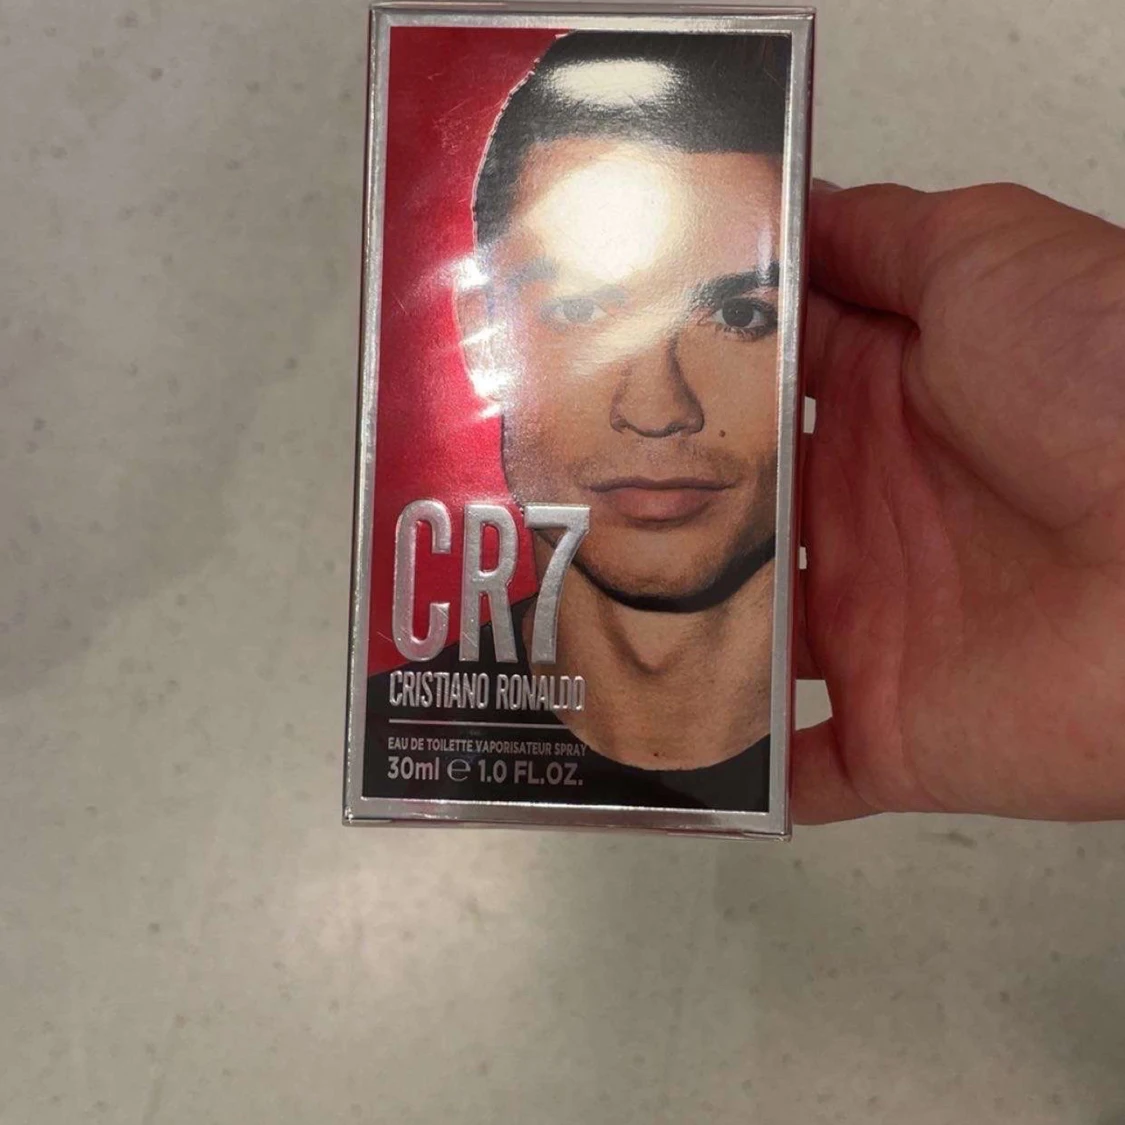 CR7
CRISTIANO RONALDO
EAU DE TOILETTE VAPORISATEUR SPRAY
30ml ℮ 1.0 FL.OZ.